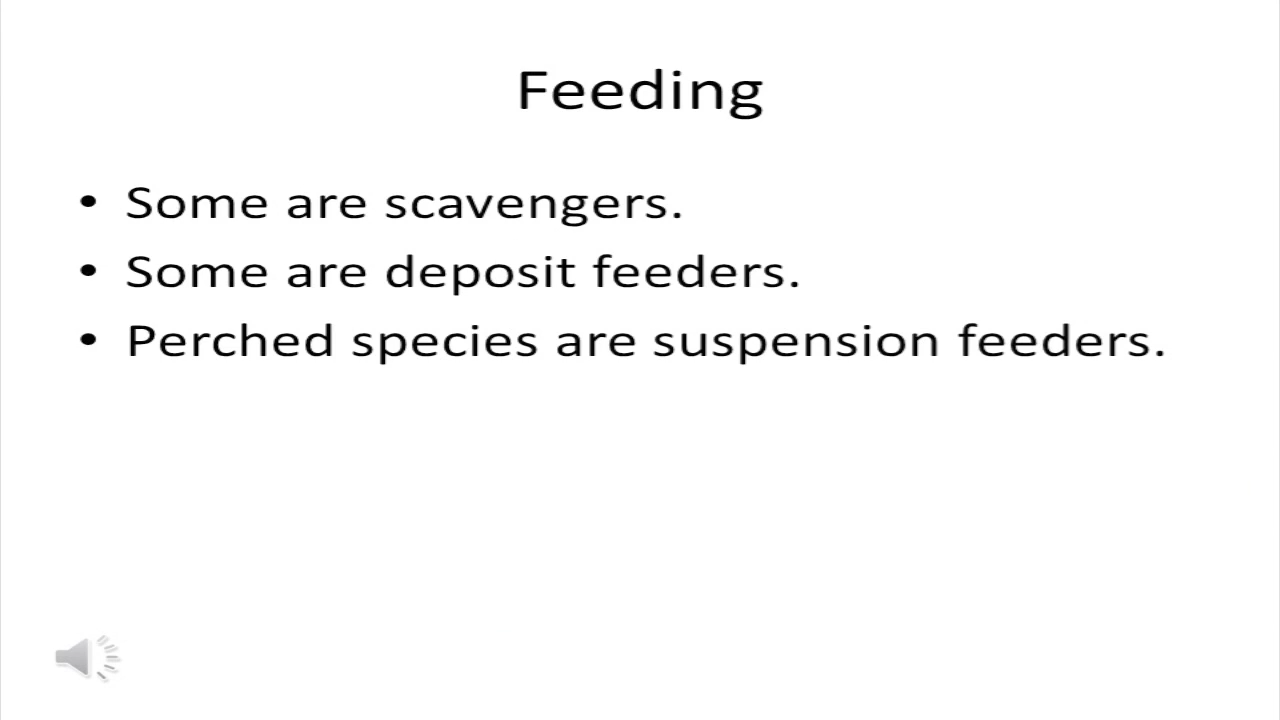 Feeding
• Some are scavengers.
• Some are deposit feeders.
• Perched species are suspension feeders.